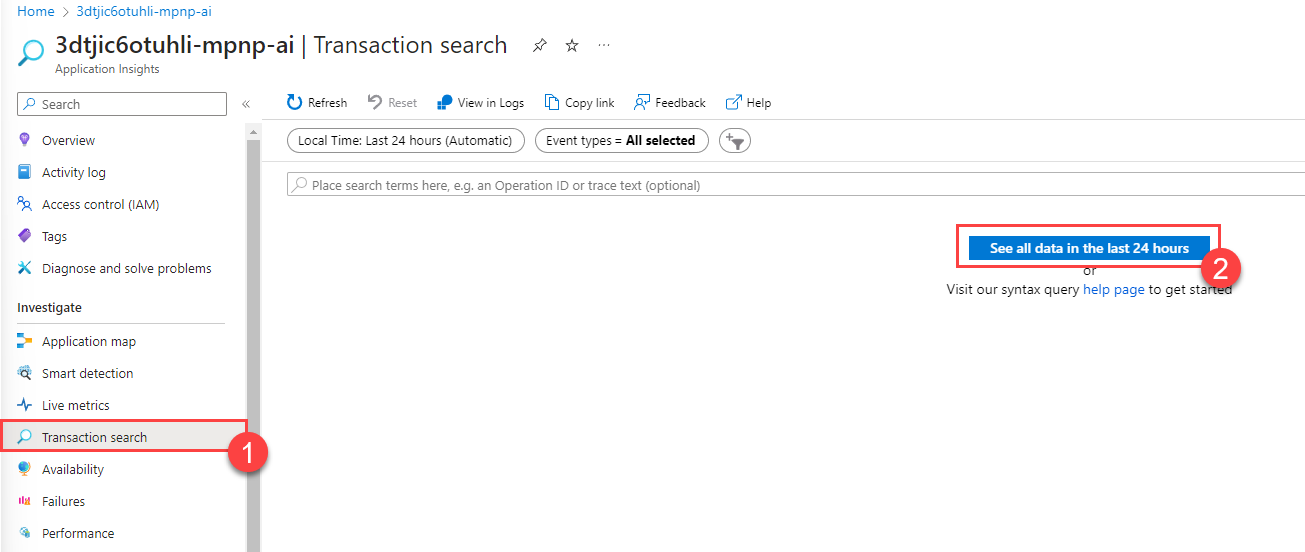 Home > 3dtjic6otuhli-mpnp-ai
3dtjic6otuhli-mpnp-ai | Transaction search
Application Insights
Search
Refresh Reset View in Logs Copy link Feedback Help
Local Time: Last 24 hours (Automatic) Event types = All selected
Place search terms here, e.g. an Operation ID or trace text (optional)
See all data in the last 24 hours
2
or
Visit our syntax query help page to get started
Overview
Activity log
Access control (IAM)
Tags
Diagnose and solve problems
Investigate
Application map
Smart detection
Live metrics
Transaction search
1
Availability
Failures
Performance